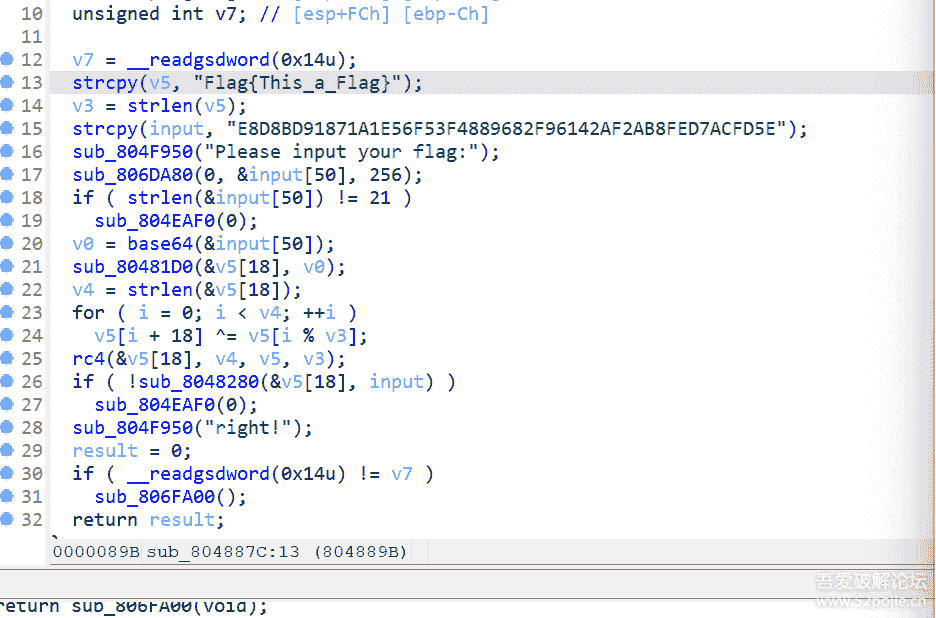 10 unsigned int v7; // [esp+FCh] [ebp-Ch]
11
12 v7 = __readgsdword(0x14u);
13 strcpy(v5, "Flag{This_a_Flag}");
14 v3 = strlen(v5);
15 strcpy(input, "E8D8BD91871A1E56F53F4889682F96142AF2AB8FED7ACFD5E");
16 sub_804F950("Please input your flag:");
17 sub_806DA80(0, &input[50], 256);
18 if ( strlen(&input[50]) != 21 )
19 sub_804EAF0(0);
20 v0 = base64(&input[50]);
21 sub_80481D0(&v5[18], v0);
22 v4 = strlen(&v5[18]);
23 for ( i = 0; i < v4; ++i )
24 v5[i + 18] ^= v5[i % v3];
25 rc4(&v5[18], v4, v5, v3);
26 if ( !sub_8048280(&v5[18], input) )
27 sub_804EAF0(0);
28 sub_804F950("right!");
29 result = 0;
30 if ( __readgsdword(0x14u) != v7 )
31 sub_806FA00();
32 return result;
0000089B sub_804887C:13 (804889B)
吾爱破解论坛
www.52pojie.cn
return sub_806FA00(void);